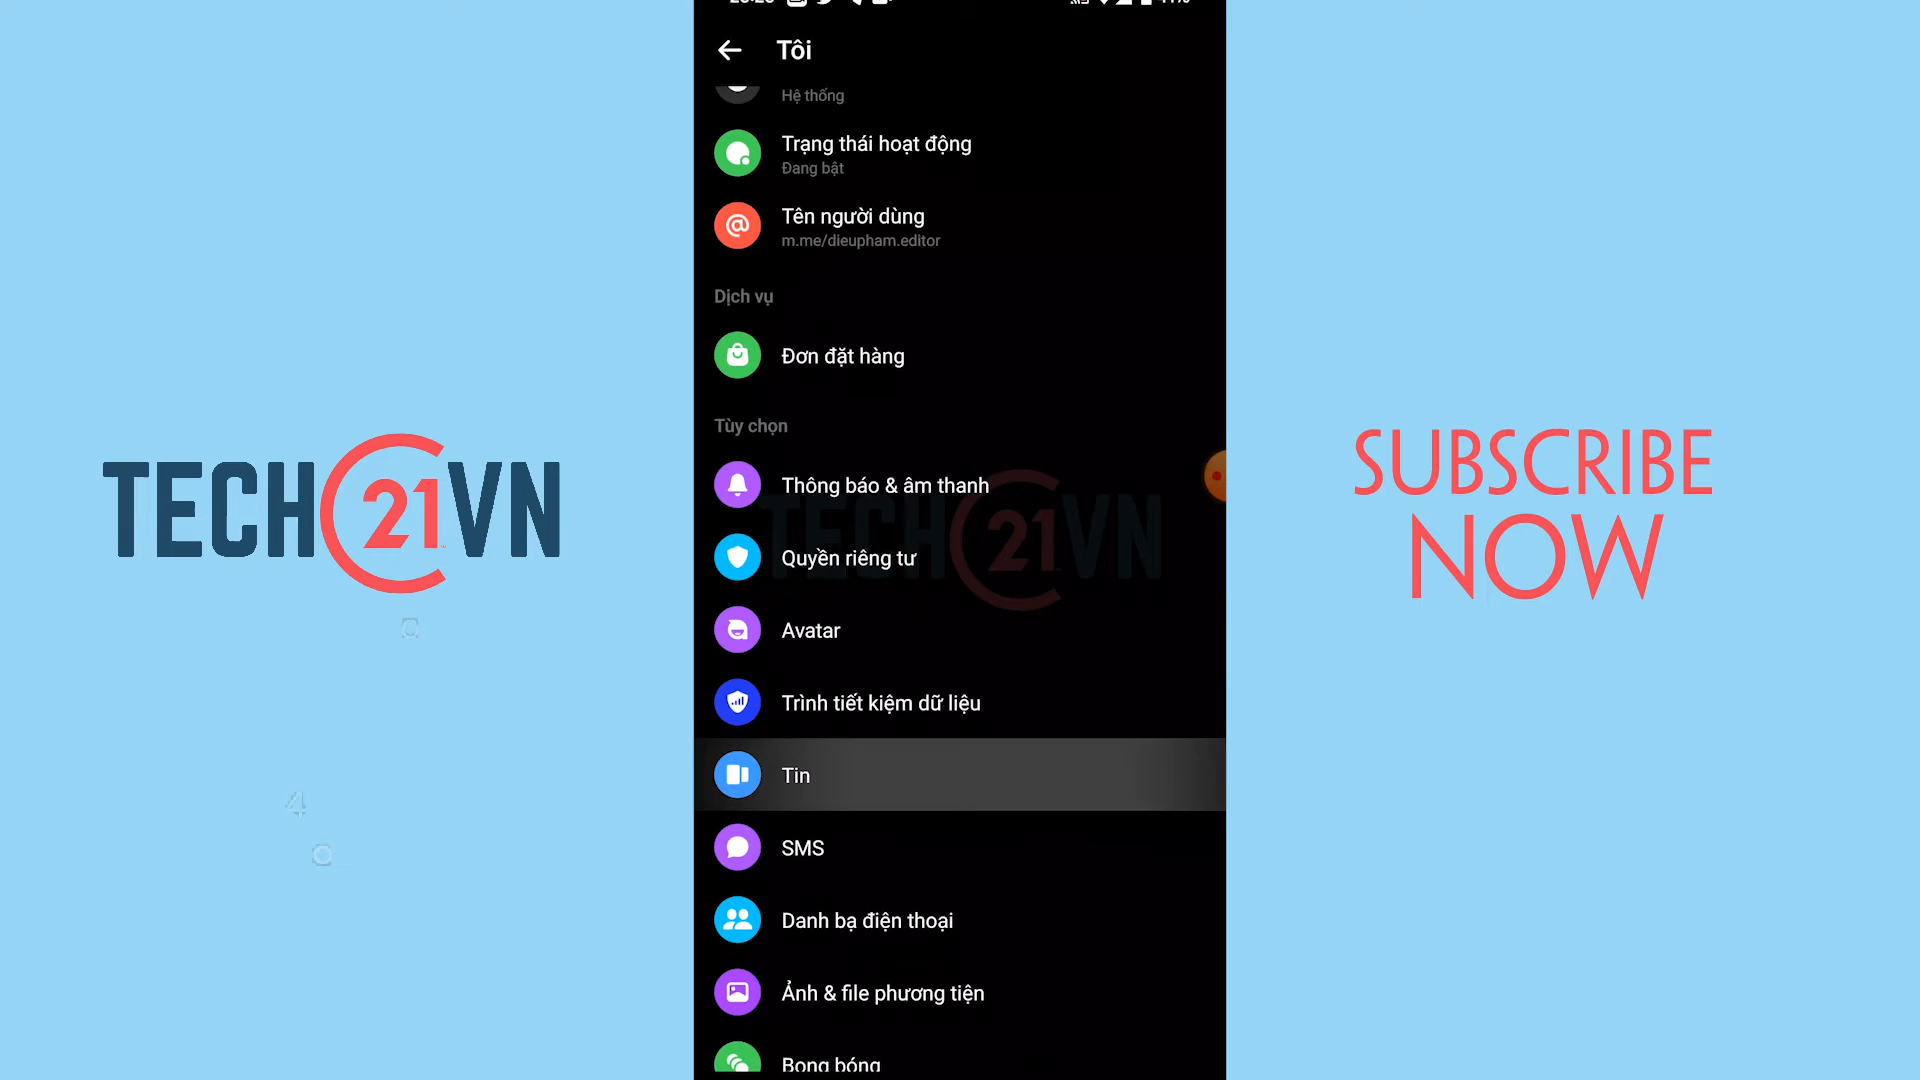 Tôi
Hệ thống
Trạng thái hoạt động
Đang bật
Tên người dùng
m.me/dieupham.editor
Dịch vụ
Đơn đặt hàng
Tùy chọn
Thông báo & âm thanh
Quyền riêng tư
Avatar
Trình tiết kiệm dữ liệu
Tin
SMS
Danh bạ điện thoại
Ảnh & file phương tiện
Bong bóng
TECH21VN
TECH21VN
SUBSCRIBE
NOW